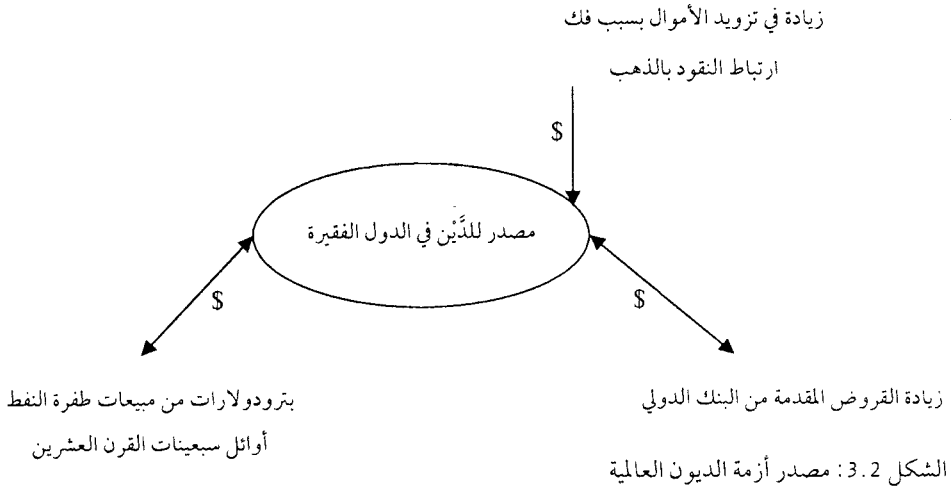 زيادة في تزويد الأموال بسبب فك
ارتباط النقود بالذهب
$
مصدر للدَّيْن في الدول الفقيرة
$
$
زيادة القروض المقدمة من البنك الدولي
بترودولارات من مبيعات طفرة النفط
أوائل سبعينات القرن العشرين
الشكل 3.2: مصدر أزمة الديون العالمية